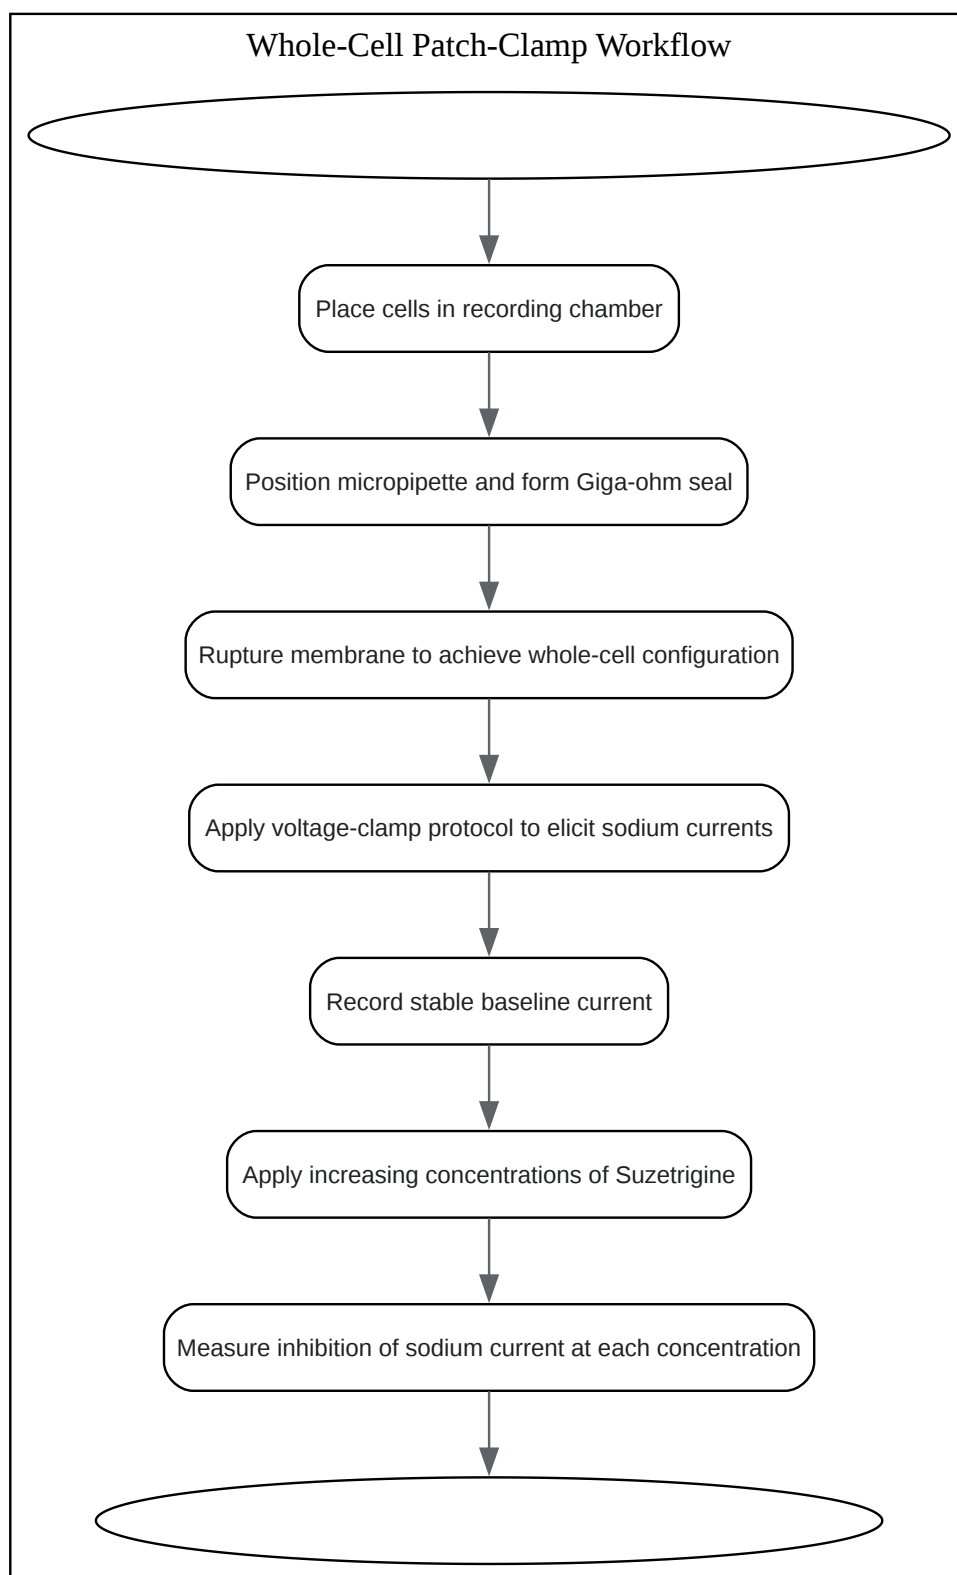 Whole-Cell Patch-Clamp Workflow
Place cells in recording chamber
Position micropipette and form Giga-ohm seal
Rupture membrane to achieve whole-cell configuration
Apply voltage-clamp protocol to elicit sodium currents
Record stable baseline current
Apply increasing concentrations of Suzetrigine
Measure inhibition of sodium current at each concentration